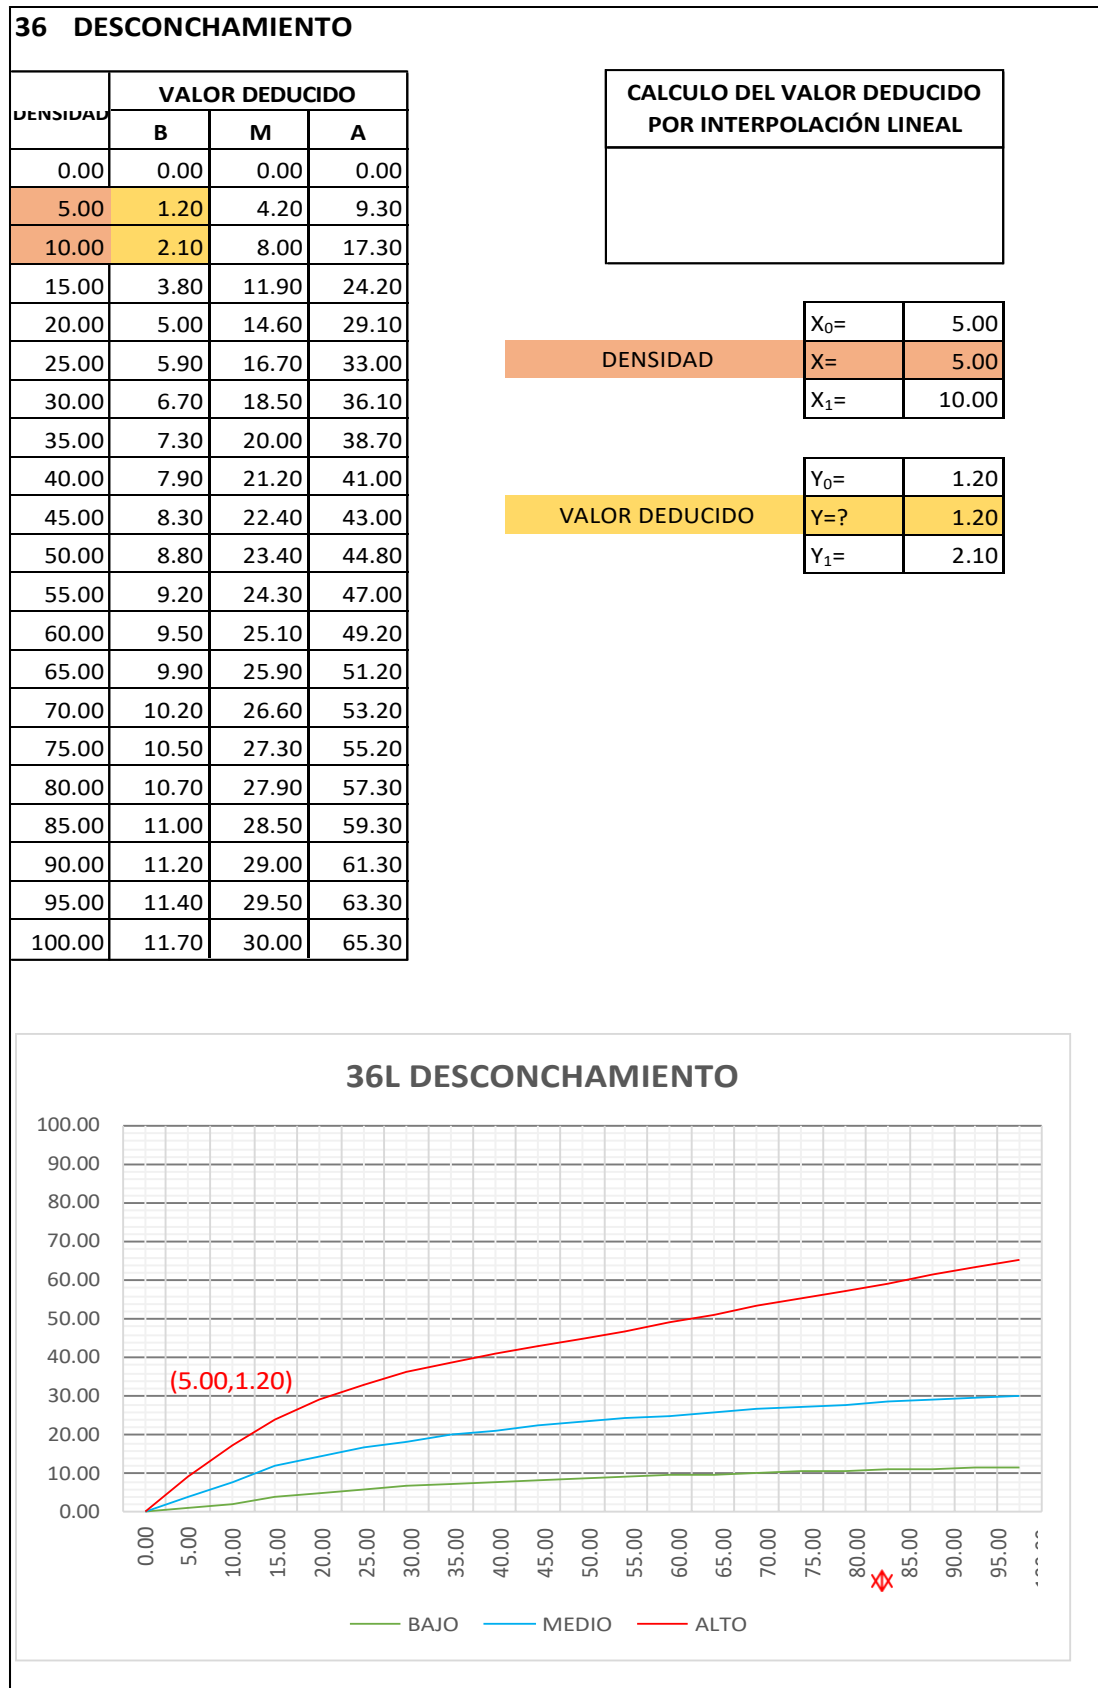 36 DESCONCHAMIENTO
DENSIDAD VALOR DEDUCIDO
B M A
0.00 0.00 0.00 0.00
5.00 1.20 4.20 9.30
10.00 2.10 8.00 17.30
15.00 3.80 11.90 24.20
20.00 5.00 14.60 29.10
25.00 5.90 16.70 33.00
30.00 6.70 18.50 36.10
35.00 7.30 20.00 38.70
40.00 7.90 21.20 41.00
45.00 8.30 22.40 43.00
50.00 8.80 23.40 44.80
55.00 9.20 24.30 47.00
60.00 9.50 25.10 49.20
65.00 9.90 25.90 51.20
70.00 10.20 26.60 53.20
75.00 10.50 27.30 55.20
80.00 10.70 27.90 57.30
85.00 11.00 28.50 59.30
90.00 11.20 29.00 61.30
95.00 11.40 29.50 63.30
100.00 11.70 30.00 65.30
CALCULO DEL VALOR DEDUCIDO
POR INTERPOLACIÓN LINEAL
X₀= 5.00
DENSIDAD X= 5.00
X₁= 10.00
Y₀= 1.20
VALOR DEDUCIDO Y=? 1.20
Y₁= 2.10
36L DESCONCHAMIENTO
100.00
90.00
80.00
70.00
60.00
50.00
40.00
(5.00,1.20)
30.00
20.00
10.00
0.00
0.00 5.00 10.00 15.00 20.00 25.00 30.00 35.00 40.00 45.00 50.00 55.00 60.00 65.00 70.00 75.00 80.00 85.00 90.00 95.00
BAJO MEDIO ALTO